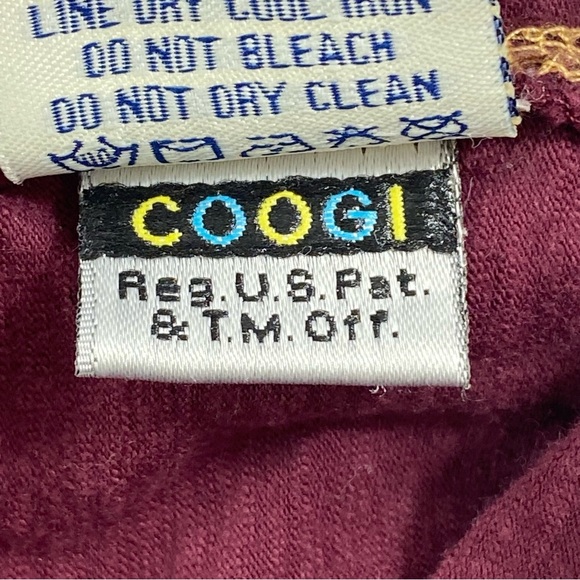 LINE DRY COOL IRON
DO NOT BLEACH
DO NOT DRY CLEAN
COOGI
Reg.U.S.Pat.
& T.M. Off.